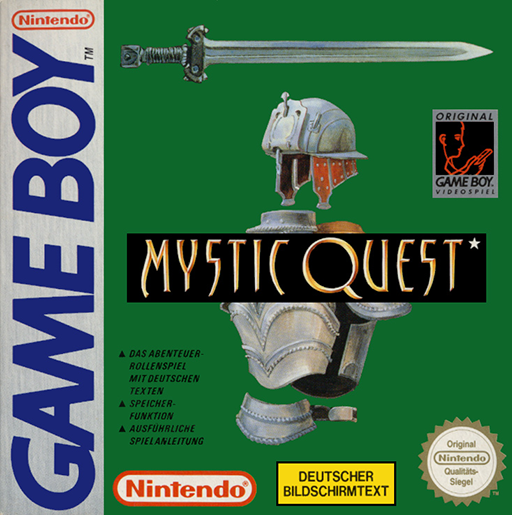 Nintendo®
GAME BOY™
ORIGINAL
GAME BOY
VIDEOSPIEL
MYSTIC QUEST*
▲ DAS ABENTEUER-
ROLLENSPIEL
MIT DEUTSCHEN
TEXTEN
▲ SPEICHER-
FUNKTION
▲ AUSFÜHRLICHE
SPIELANLEITUNG
Nintendo®
DEUTSCHER
BILDSCHIRMTEXT
Original
Nintendo
Qualitäts-
Siegel
TM